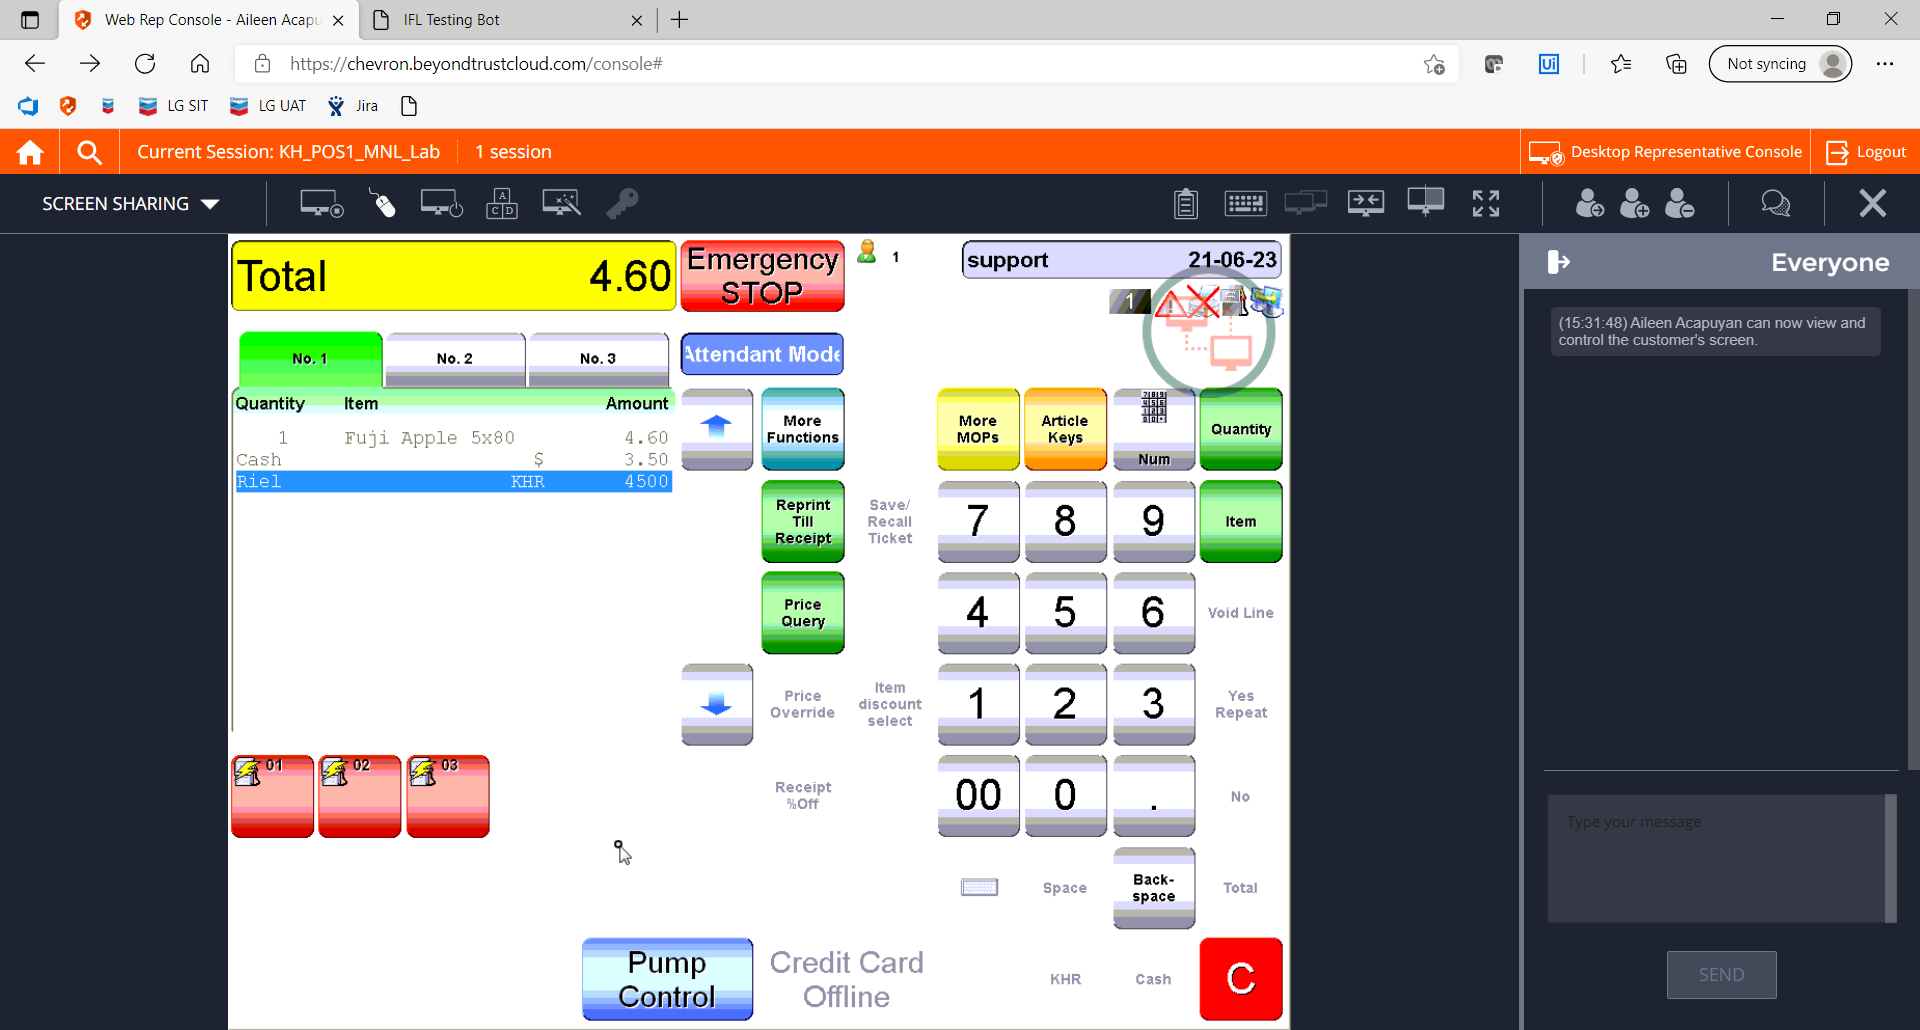 Web Rep Console - Aileen Acapu
IFL Testing Bot
https://chevron.beyondtrustcloud.com/console#
Not syncing
LG SIT
LG UAT
Jira
Current Session: KH_POS1_MNL_Lab
1 session
Desktop Representative Console
Logout
SCREEN SHARING
Total 4.60
Emergency
STOP
1
support 21-06-23
1
No. 1
No. 2
No. 3
Attendant Mode
Quantity Item Amount
1 Fuji Apple 5x80 4.60
Cash $ 3.50
Riel KHR 4500
More
Functions
More
MOPs
Article
Keys
Num
Quantity
Reprint
Till
Receipt
Save/
Recall
Ticket
7
8
9
Item
Price
Query
4
5
6
Void Line
Price
Override
Item
discount
select
1
2
3
Yes
Repeat
01
02
03
Receipt
%Off
00
0
.
No
Space
Back-
space
Total
Pump
Control
Credit Card
Offline
KHR
Cash
C
Everyone
(15:31:48) Aileen Acapuyan can now view and
control the customer's screen.
Type your message
SEND